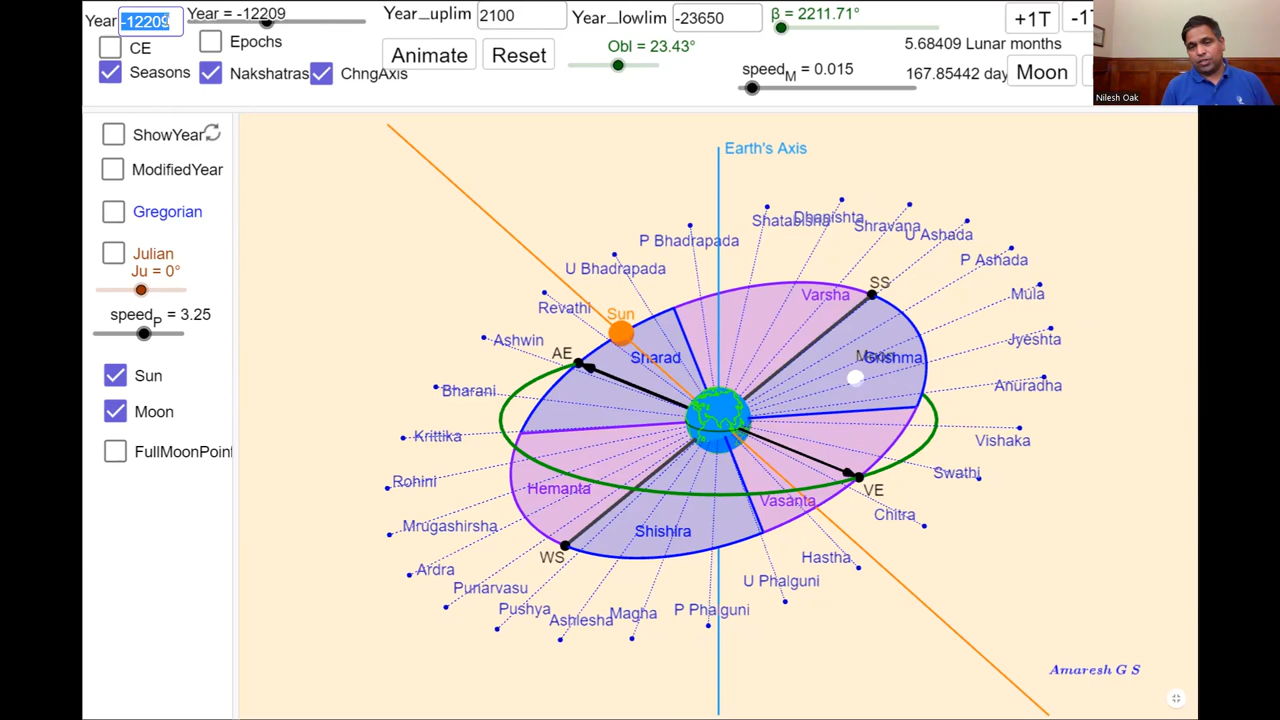 Year -12209
Year = -12209
Year_uplim 2100
Year_lowlim -23650
β = 2211.71°
+1T
CE
Epochs
Animate
Reset
Obl = 23.43°
5.68409 Lunar months
Seasons
Nakshatras
ChngAxis
speedM = 0.015
167.85442 day
Moon
Nilesh Oak
ShowYear
ModifiedYear
Gregorian
Julian
Ju = 0°
speedP = 3.25
Sun
Moon
FullMoonPoin
Earth's Axis
Shatabisha
Dhanishta
Shravana
U Ashada
P Bhadrapada
P Ashada
U Bhadrapada
SS
Varsha
Mula
Revathi
Sun
Ashwin
AE
Sharad
Moon
Grishma
Jyeshta
Bharani
Anuradha
Krittika
Vishaka
Rohini
Hemanta
Swathi
VE
Vasanta
Mrugashirsha
Shishira
Chitra
WS
Hastha
Ardra
Punarvasu
U Phalguni
Pushya
Ashlesha
Magha
P Phalguni
Amaresh G S